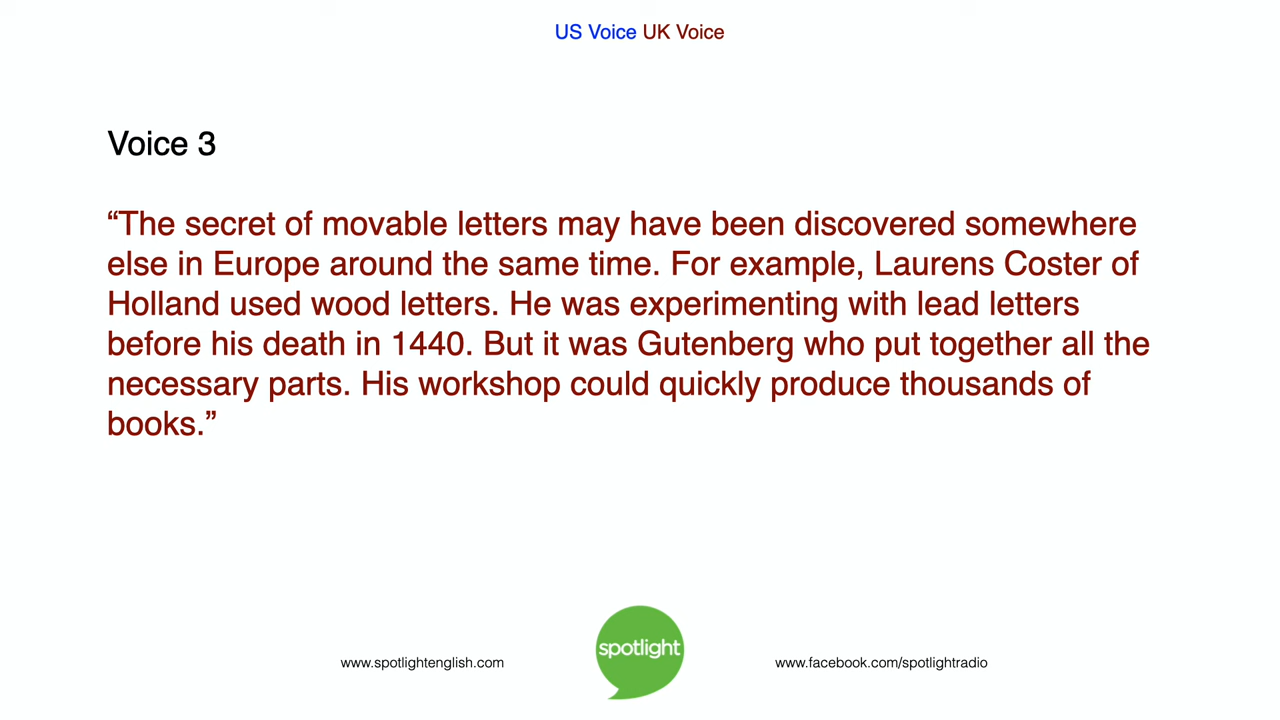 US Voice UK Voice
Voice 3
“The secret of movable letters may have been discovered somewhere
else in Europe around the same time. For example, Laurens Coster of
Holland used wood letters. He was experimenting with lead letters
before his death in 1440. But it was Gutenberg who put together all the
necessary parts. His workshop could quickly produce thousands of
books.”
www.spotlightenglish.com
spotlight
www.facebook.com/spotlightradio